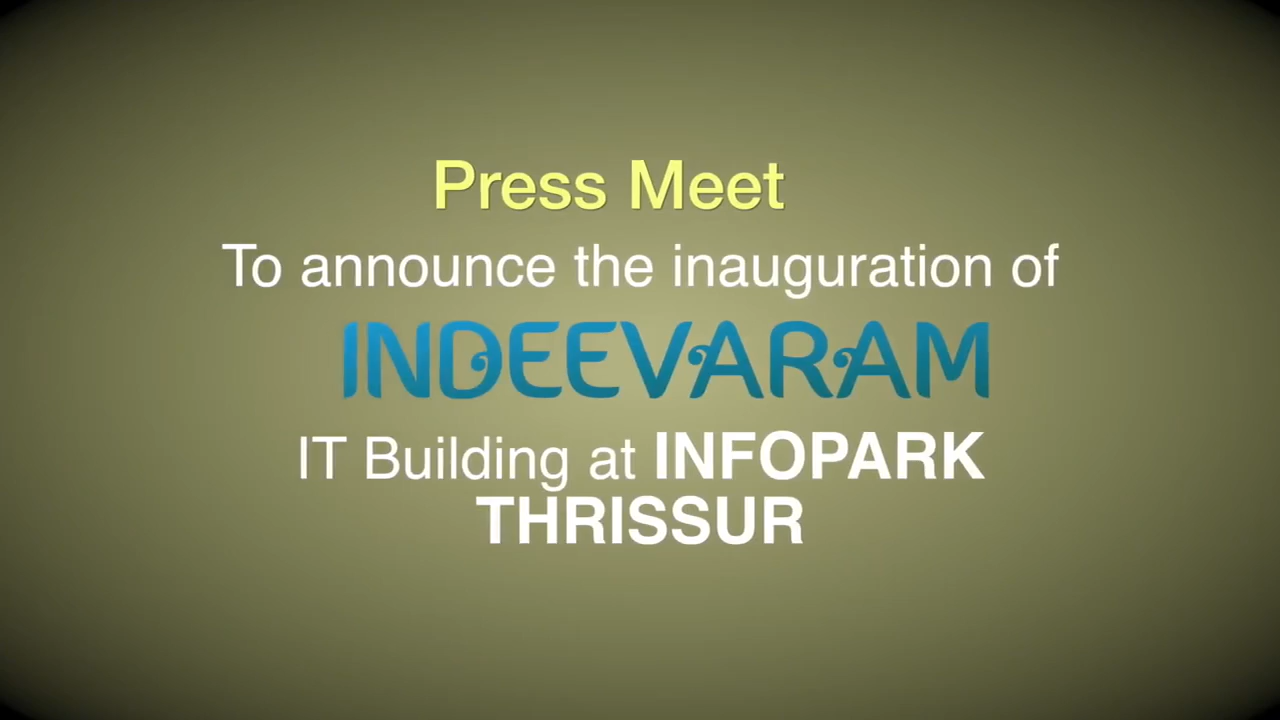 Press Meet
To announce the inauguration of
INDEEVARAM
IT Building at INFOPARK
THRISSUR